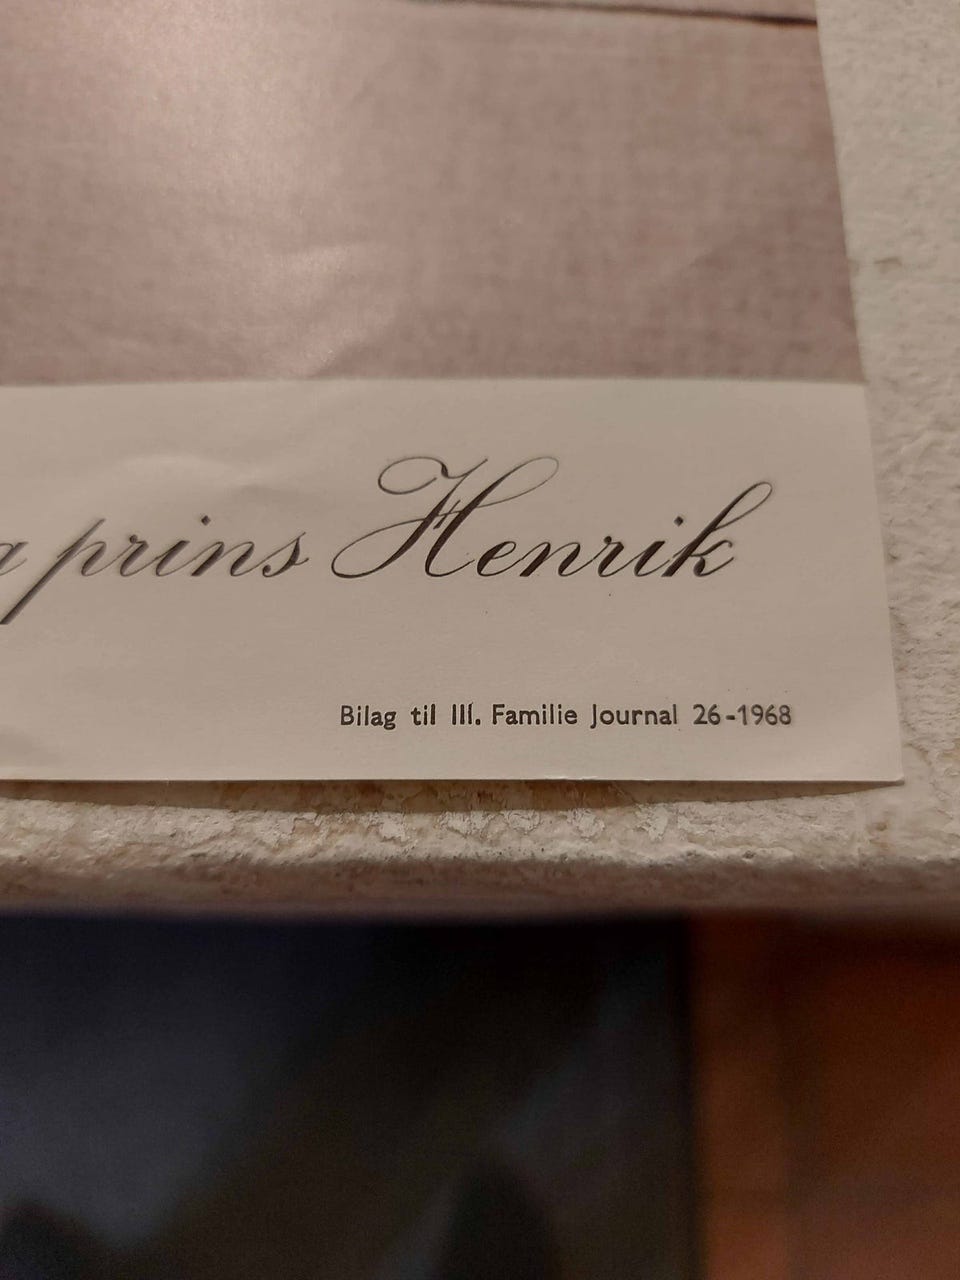 prins Henrik
Bilag til Ill. Familie Journal 26-1968